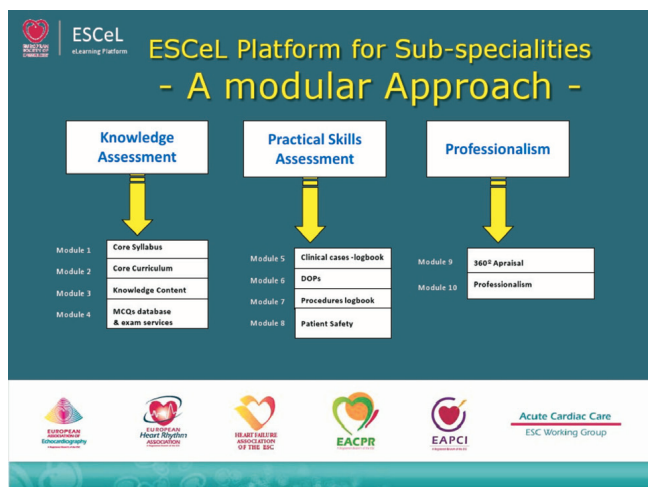 ESCeL
eLearning Platform
EUROPEAN
SOCIETY OF
CARDIOLOGY
ESCeL Platform for Sub-specialities
- A modular Approach -
Knowledge
Assessment
Practical Skills
Assessment
Professionalism
Module 1 Core Syllabus
Module 2 Core Curriculum
Module 3 Knowledge Content
Module 4 MCQs database
& exam services
Module 5 Clinical cases -logbook
Module 6 DOPs
Module 7 Procedures logbook
Module 8 Patient Safety
Module 9 360º Apraisal
Module 10 Professionalism
EUROPEAN
ASSOCIATION OF
Echocardiography
EUROPEAN
Heart Rhythm
ASSOCIATION
HEART FAILURE
ASSOCIATION
OF THE ESC
EACPR
EAPCI
Acute Cardiac Care
ESC Working Group